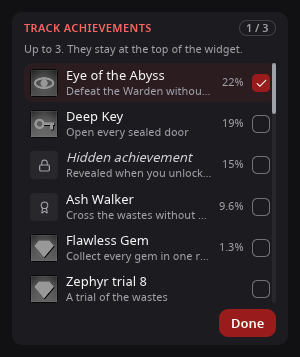 TRACK ACHIEVEMENTS 1 / 3
Up to 3. They stay at the top of the widget.
Eye of the Abyss 22%
Defeat the Warden withou...
Deep Key 19%
Open every sealed door
Hidden achievement 15%
Revealed when you unlock...
Ash Walker 9.6%
Cross the wastes without ...
Flawless Gem 1.3%
Collect every gem in one r...
Zephyr trial 8
A trial of the wastes
Done